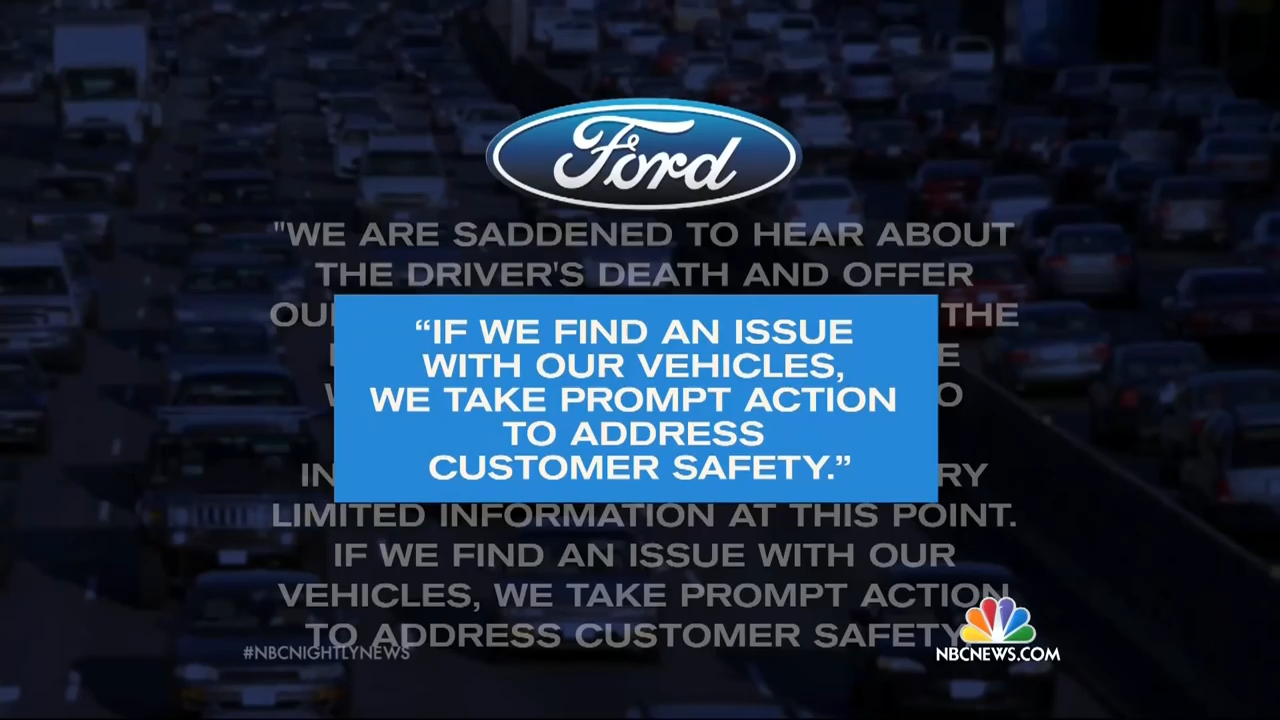 Ford
"WE ARE SADDENED TO HEAR ABOUT
THE DRIVER'S DEATH AND OFFER
THE
“IF WE FIND AN ISSUE
WITH OUR VEHICLES,
WE TAKE PROMPT ACTION
TO ADDRESS
CUSTOMER SAFETY.”
LIMITED INFORMATION AT THIS POINT.
IF WE FIND AN ISSUE WITH OUR
VEHICLES, WE TAKE PROMPT ACTION
TO ADDRESS CUSTOMER SAFETY
#NBCNIGHTLYNEWS
NBCNEWS.COM